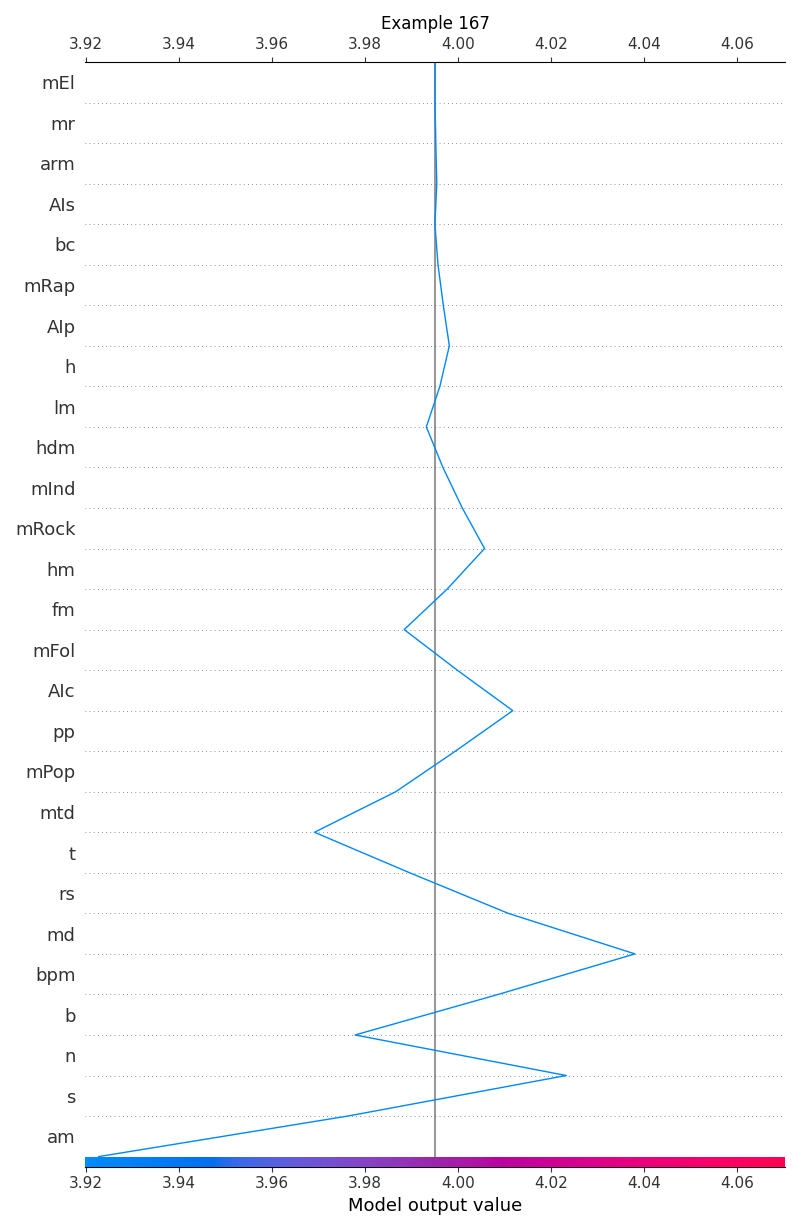 Example 167
3.92 3.94 3.96 3.98 4.00 4.02 4.04 4.06
mEl
mr
arm
AIs
bc
mRap
AIp
h
lm
hdm
mInd
mRock
hm
fm
mFol
AIc
pp
mPop
mtd
t
rs
md
bpm
b
n
s
am
3.92 3.94 3.96 3.98 4.00 4.02 4.04 4.06
Model output value